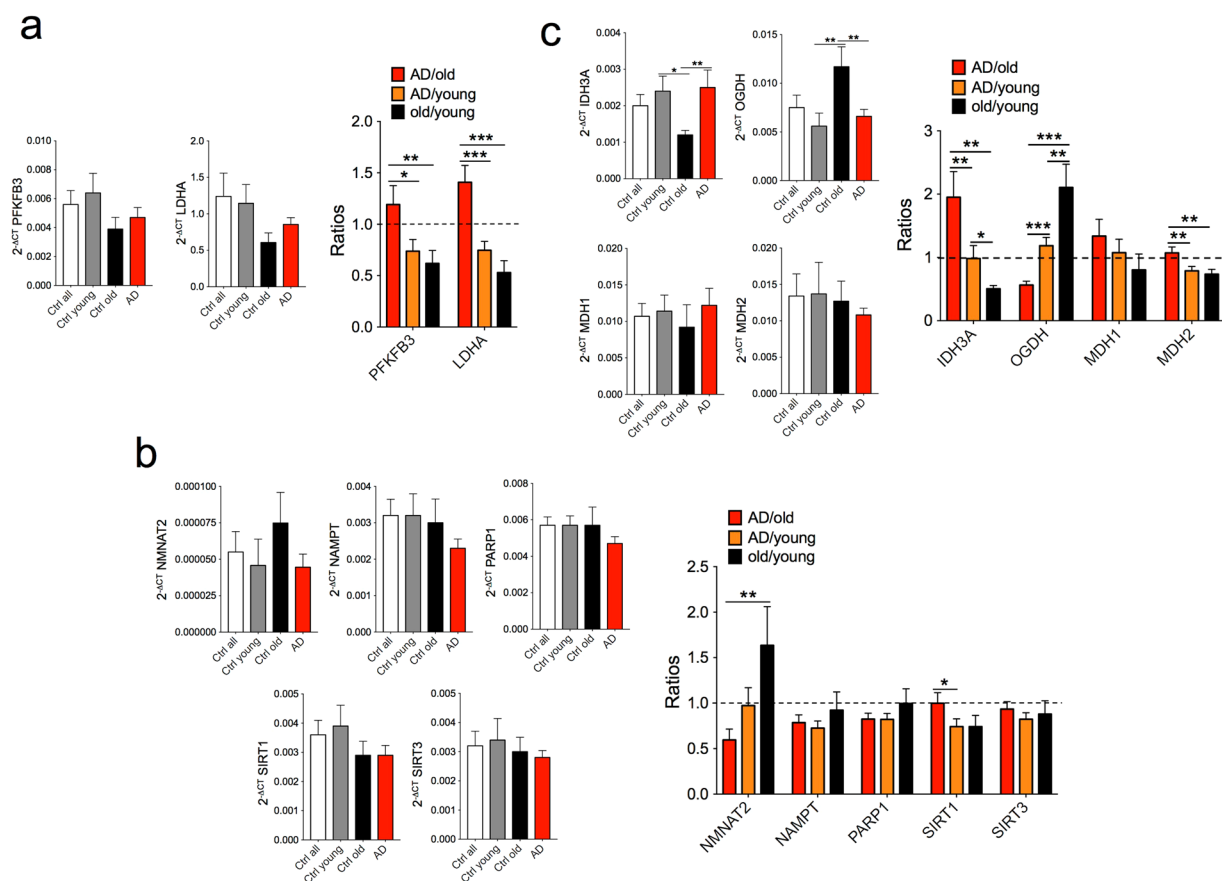 a
2^-ΔCT PFKFB3
0.010
0.008
0.006
0.004
0.002
0.000
Ctrl all
Ctrl young
Ctrl old
AD
2^-ΔCT LDHA
2.0
1.5
1.0
0.5
0.0
Ctrl all
Ctrl young
Ctrl old
AD
AD/old
AD/young
old/young
Ratios
2.0
1.5
1.0
0.5
0.0
**
*
***
***
PFKFB3
LDHA
c
2^-ΔCT IDH3A
0.004
0.003
0.002
0.001
0.000
*
**
Ctrl all
Ctrl young
Ctrl old
AD
2^-ΔCT OGDH
0.015
0.010
0.005
0.000
**
**
Ctrl all
Ctrl young
Ctrl old
AD
2^-ΔCT MDH1
0.020
0.015
0.010
0.005
0.000
Ctrl all
Ctrl young
Ctrl old
AD
2^-ΔCT MDH2
0.020
0.015
0.010
0.005
0.000
Ctrl all
Ctrl young
Ctrl old
AD
AD/old
AD/young
old/young
Ratios
3
2
1
0
**
**
*
***
**
***
**
**
IDH3A
OGDH
MDH1
MDH2
b
2^-ΔCT NMNAT2
0.000100
0.000075
0.000050
0.000025
0.000000
Ctrl all
Ctrl young
Ctrl old
AD
2^-ΔCT NAMPT
0.004
0.003
0.002
0.001
0.000
Ctrl all
Ctrl young
Ctrl old
AD
2^-ΔCT PARP1
0.008
0.006
0.004
0.002
0.000
Ctrl all
Ctrl young
Ctrl old
AD
2^-ΔCT SIRT1
0.005
0.004
0.003
0.002
0.001
0.000
Ctrl all
Ctrl young
Ctrl old
AD
2^-ΔCT SIRT3
0.005
0.004
0.003
0.002
0.001
0.000
Ctrl all
Ctrl young
Ctrl old
AD
AD/old
AD/young
old/young
Ratios
2.5
2.0
1.5
1.0
0.5
0.0
**
*
NMNAT2
NAMPT
PARP1
SIRT1
SIRT3